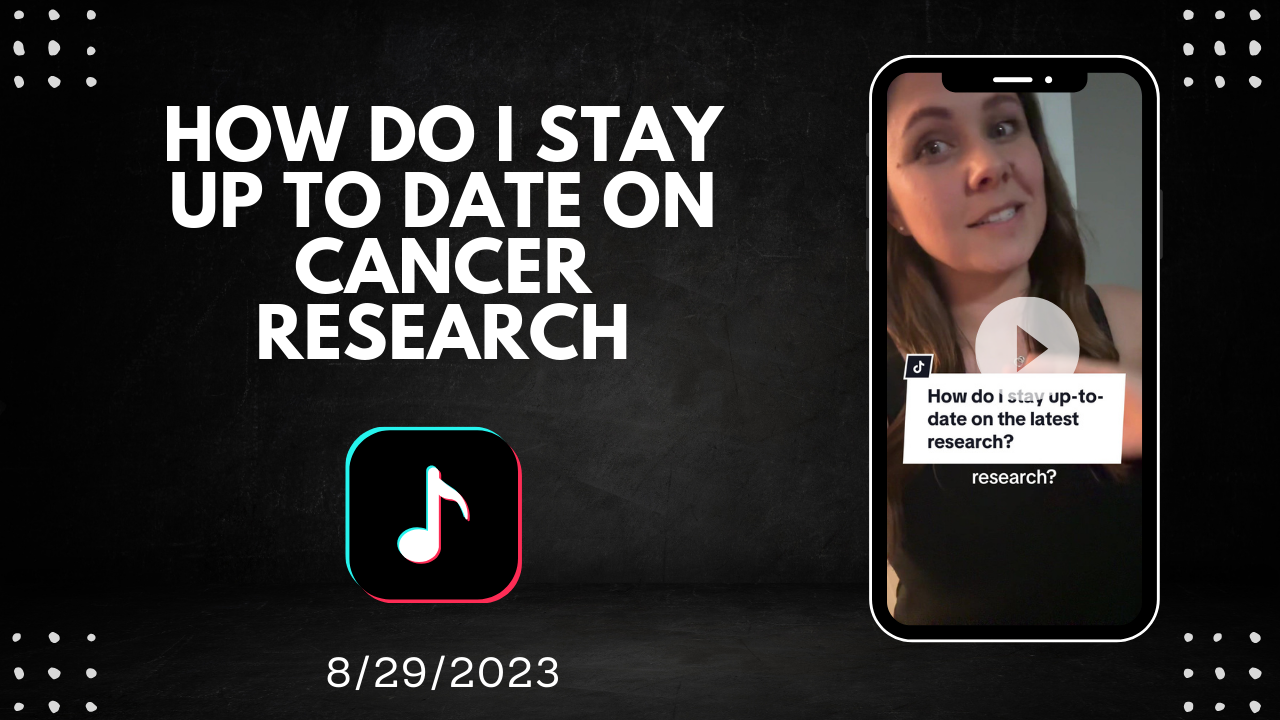 HOW DO I STAY
UP TO DATE ON
CANCER
RESEARCH
8/29/2023
How do I stay up-to-
date on the latest
research?
research?